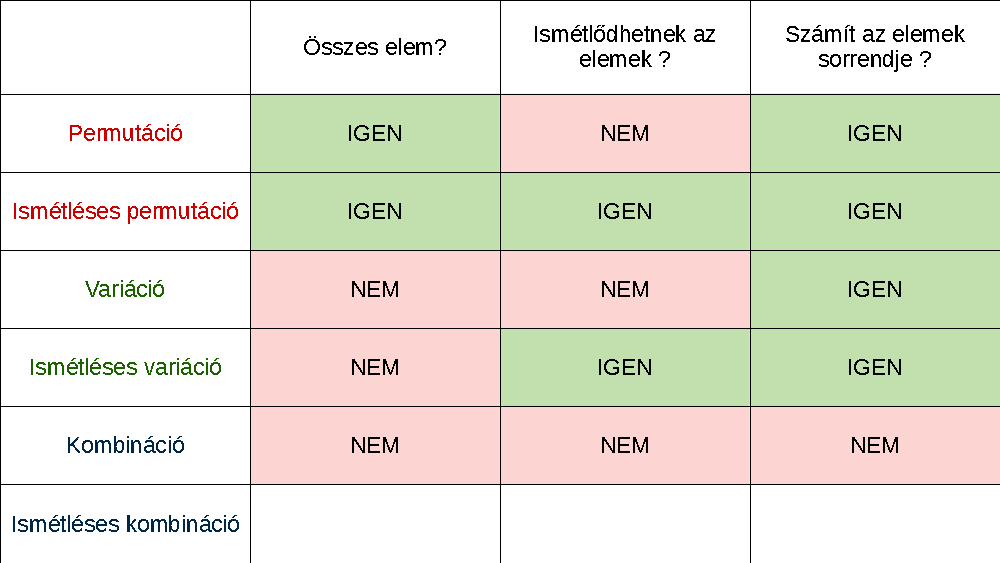 Összes elem?
Ismétlődhetnek az
elemek ?
Számít az elemek
sorrendje ?
Permutáció
IGEN
NEM
IGEN
Ismétléses permutáció
IGEN
IGEN
IGEN
Variáció
NEM
NEM
IGEN
Ismétléses variáció
NEM
IGEN
IGEN
Kombináció
NEM
NEM
NEM
Ismétléses kombináció